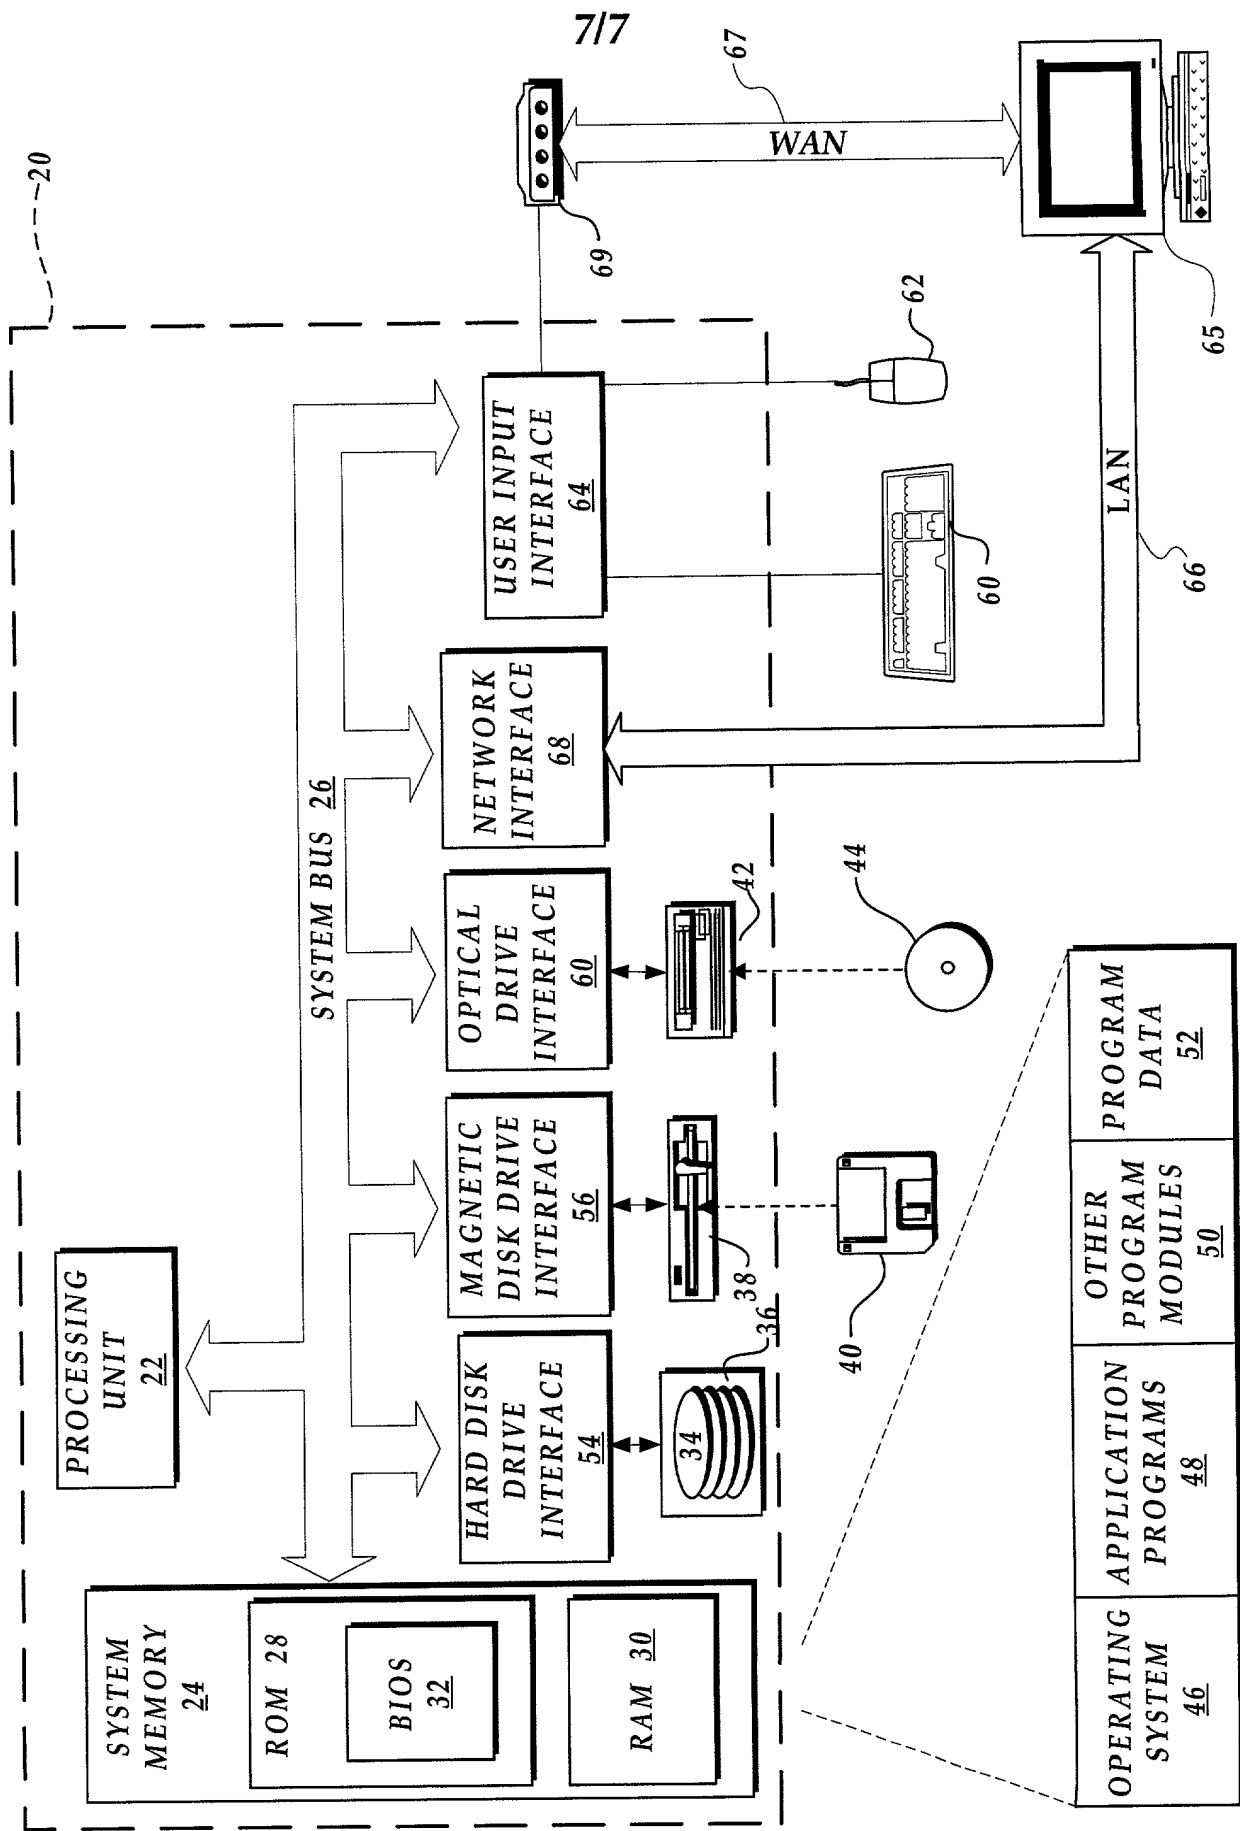 7/7
20
SYSTEM
MEMORY
24
ROM 28
BIOS
32
RAM 30
PROCESSING
UNIT
22
SYSTEM BUS 26
HARD DISK
DRIVE
INTERFACE
54
MAGNETIC
DISK DRIVE
INTERFACE
56
OPTICAL
DRIVE
INTERFACE
60
NETWORK
INTERFACE
68
USER INPUT
INTERFACE
64
34
36
38
42
40
44
60
62
69
WAN
67
LAN
66
65
OPERATING
SYSTEM
46
APPLICATION
PROGRAMS
48
OTHER
PROGRAM
MODULES
50
PROGRAM
DATA
52